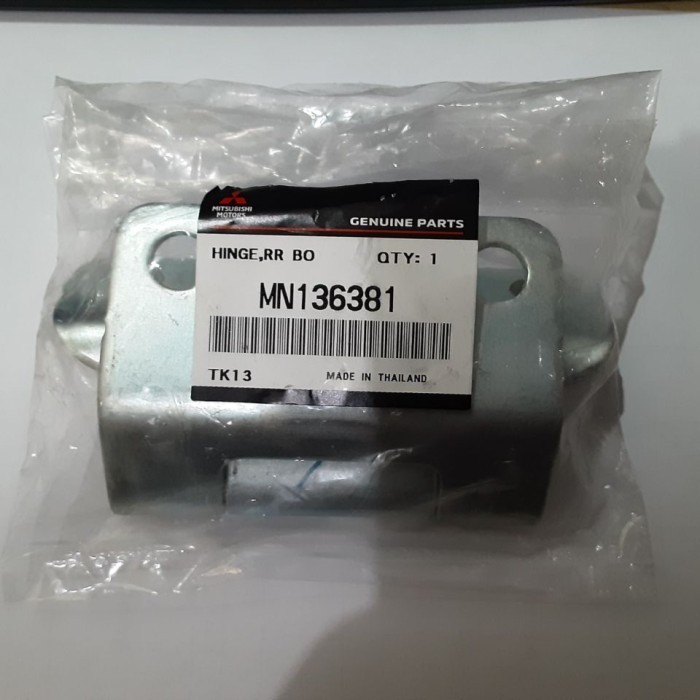 MITSUBISHI
MOTORS
GENUINE PARTS
HINGE,RR BO QTY: 1
MN136381
TK13 MADE IN THAILAND